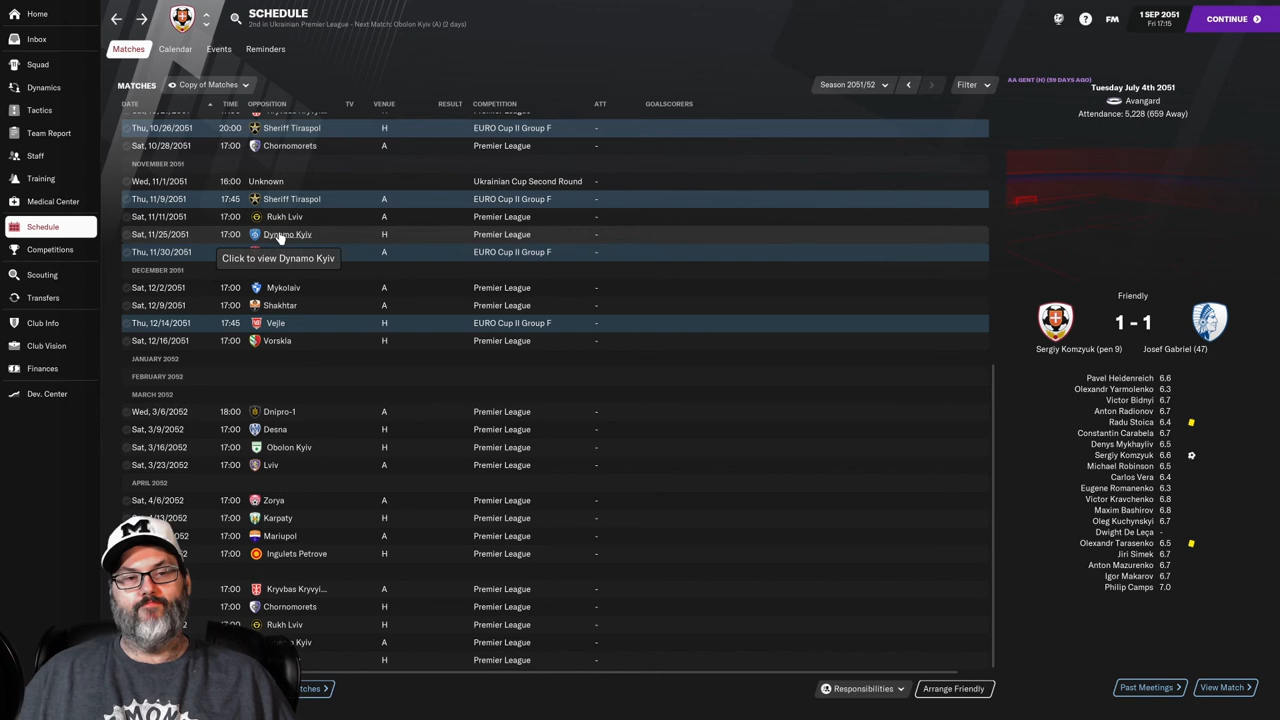 Home
Inbox
Squad
Dynamics
Tactics
Team Report
Staff
Training
Medical Center
Schedule
Competitions
Scouting
Transfers
Club Info
Club Vision
Finances
Dev. Center
SCHEDULE
2nd in Ukrainian Premier League - Next Match: Obolon Kyiv (A) (2 days)
FM
1 SEP 2051
Fri 17:15
CONTINUE
Matches Calendar Events Reminders
MATCHES Copy of Matches Season 2051/52 Filter
DATE TIME OPPOSITION TV VENUE RESULT COMPETITION ATT GOALSCORERS
Thu, 10/26/2051 20:00 Sheriff Tiraspol H EURO Cup II Group F -
Sat, 10/28/2051 17:00 Chornomorets A Premier League -
NOVEMBER 2051
Wed, 11/1/2051 16:00 Unknown Ukrainian Cup Second Round -
Thu, 11/9/2051 17:45 Sheriff Tiraspol A EURO Cup II Group F -
Sat, 11/11/2051 17:00 Rukh Lviv A Premier League -
Sat, 11/25/2051 17:00 Dynamo Kyiv H Premier League -
Thu, 11/30/2051 A EURO Cup II Group F -
Click to view Dynamo Kyiv
DECEMBER 2051
Sat, 12/2/2051 17:00 Mykolaiv A Premier League -
Sat, 12/9/2051 17:00 Shakhtar A Premier League -
Thu, 12/14/2051 17:45 Vejle H EURO Cup II Group F -
Sat, 12/16/2051 17:00 Vorskla H Premier League -
JANUARY 2052
FEBRUARY 2052
MARCH 2052
Wed, 3/6/2052 18:00 Dnipro-1 A Premier League -
Sat, 3/9/2052 17:00 Desna H Premier League -
Sat, 3/16/2052 17:00 Obolon Kyiv H Premier League -
Sat, 3/23/2052 17:00 Lviv A Premier League -
APRIL 2052
Sat, 4/6/2052 17:00 Zorya A Premier League -
/13/2052 17:00 Karpaty H Premier League -
/2052 17:00 Mariupol A Premier League -
2052 17:00 Ingulets Petrove H Premier League -
17:00 Kryvbas Kryvyi... A Premier League -
2052 17:00 Chornomorets H Premier League -
17:00 Rukh Lviv H Premier League -
Kyiv A Premier League -
H Premier League -
Responsibilities Arrange Friendly
AA GENT (H) (59 DAYS AGO)
Tuesday July 4th 2051
Avangard
Attendance: 5,228 (659 Away)
Friendly
1 - 1
Sergiy Komzyuk (pen 9) Josef Gabriel (47)
Pavel Heidenreich 6.6
Olexandr Yarmolenko 6.3
Victor Bidnyi 6.7
Anton Radionov 6.7
Radu Stoica 6.4
Constantin Carabela 6.7
Denys Mykhayliv 6.5
Sergiy Komzyuk 6.6
Michael Robinson 6.5
Carlos Vera 6.4
Eugene Romanenko 6.3
Victor Kravchenko 6.8
Maxim Bashirov 6.8
Oleg Kuchynskyi 6.7
Dwight De Leça -
Olexandr Tarasenko 6.5
Jiri Simek 6.7
Anton Mazurenko 6.7
Igor Makarov 6.7
Philip Camps 7.0
Past Meetings View Match